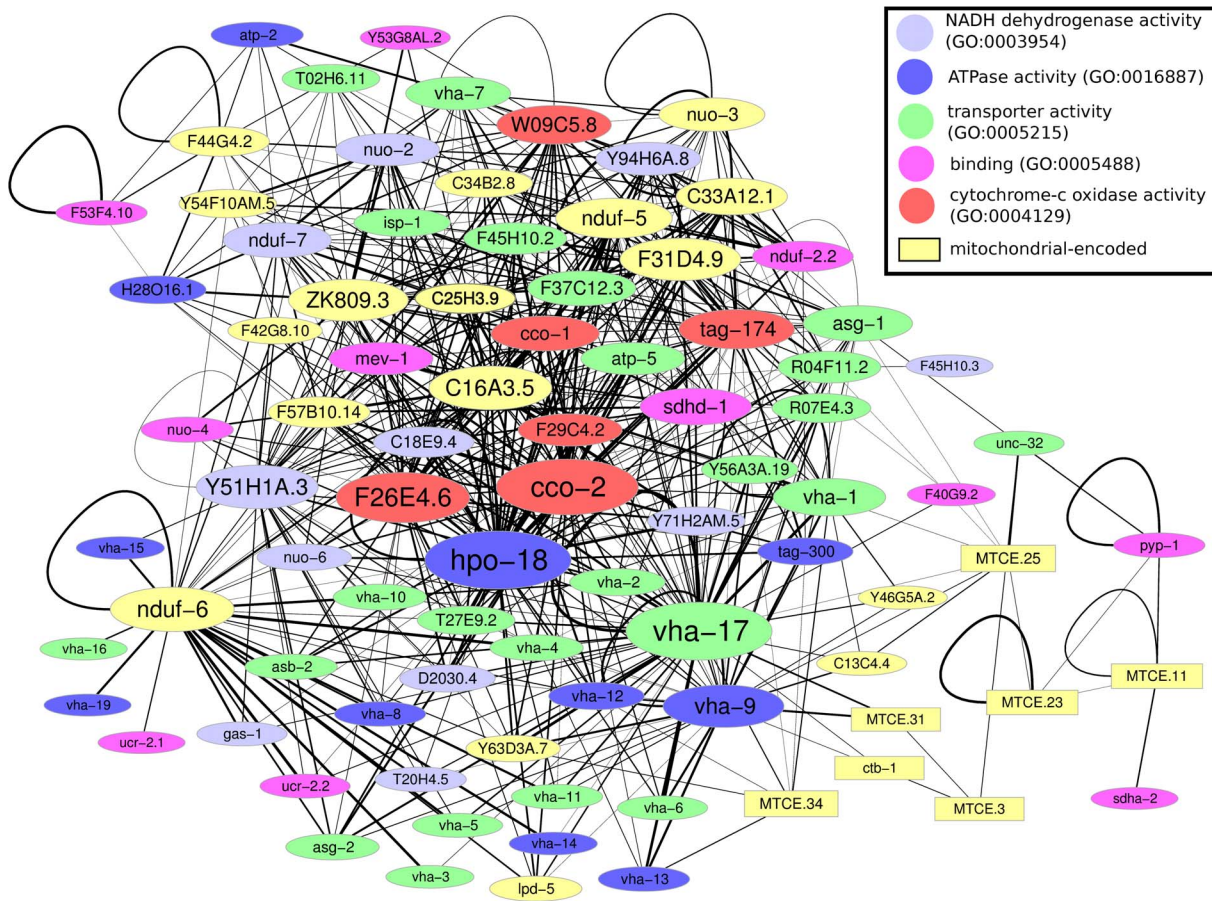 NADH dehydrogenase activity
(GO:0003954)
ATPase activity (GO:0016887)
transporter activity
(GO:0005215)
binding (GO:0005488)
cytochrome-c oxidase activity
(GO:0004129)
mitochondrial-encoded
atp-2
Y53G8AL.2
T02H6.11
vha-7
W09C5.8
nuo-3
F44G4.2
nuo-2
Y94H6A.8
C34B2.8
C33A12.1
F53F4.10
Y54F10AM.5
isp-1
nduf-5
nduf-7
F45H10.2
F31D4.9
nduf-2.2
H28O16.1
ZK809.3
C25H3.9
F37C12.3
F42G8.10
cco-1
tag-174
asg-1
mev-1
atp-5
R04F11.2
F45H10.3
C16A3.5
F57B10.14
sdhd-1
R07E4.3
nuo-4
C18E9.4
F29C4.2
unc-32
Y51H1A.3
F26E4.6
cco-2
Y56A3A.19
vha-1
F40G9.2
Y71H2AM.5
vha-15
nuo-6
hpo-18
tag-300
MTCE.25
pyp-1
nduf-6
vha-10
vha-2
Y46G5A.2
T27E9.2
vha-17
vha-16
asb-2
vha-4
C13C4.4
D2030.4
MTCE.11
vha-19
vha-8
vha-12
vha-9
MTCE.23
MTCE.31
ucr-2.1
gas-1
Y63D3A.7
ctb-1
ucr-2.2
T20H4.5
vha-11
vha-6
MTCE.34
MTCE.3
sdha-2
vha-5
asg-2
vha-14
vha-3
lpd-5
vha-13